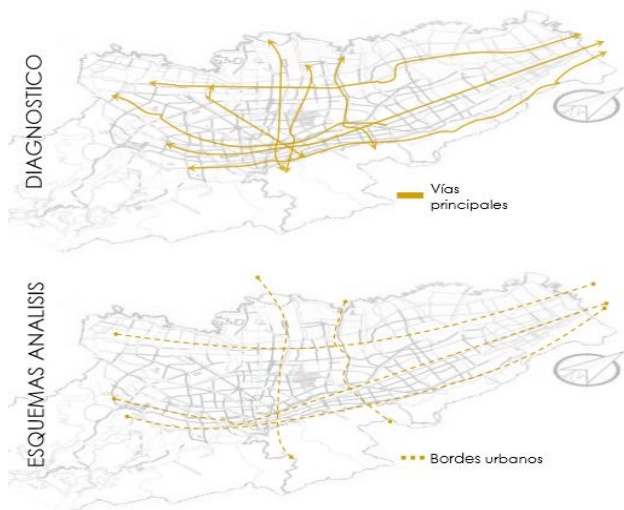 DIAGNOSTICO
Vías
principales
ESQUEMAS ANALISIS
Bordes urbanos